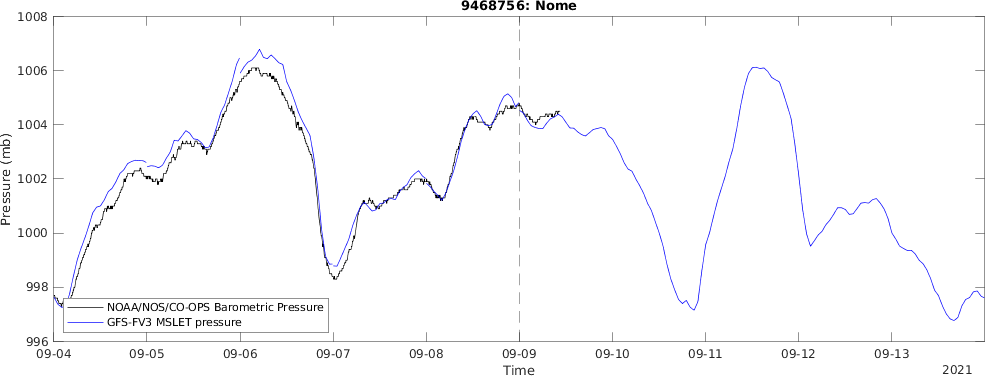 9468756: Nome
1008
1006
1004
1002
1000
998
996
Pressure (mb)
NOAA/NOS/CO-OPS Barometric Pressure
GFS-FV3 MSLET pressure
09-04 09-05 09-06 09-07 09-08 09-09 09-10 09-11 09-12 09-13
Time
2021